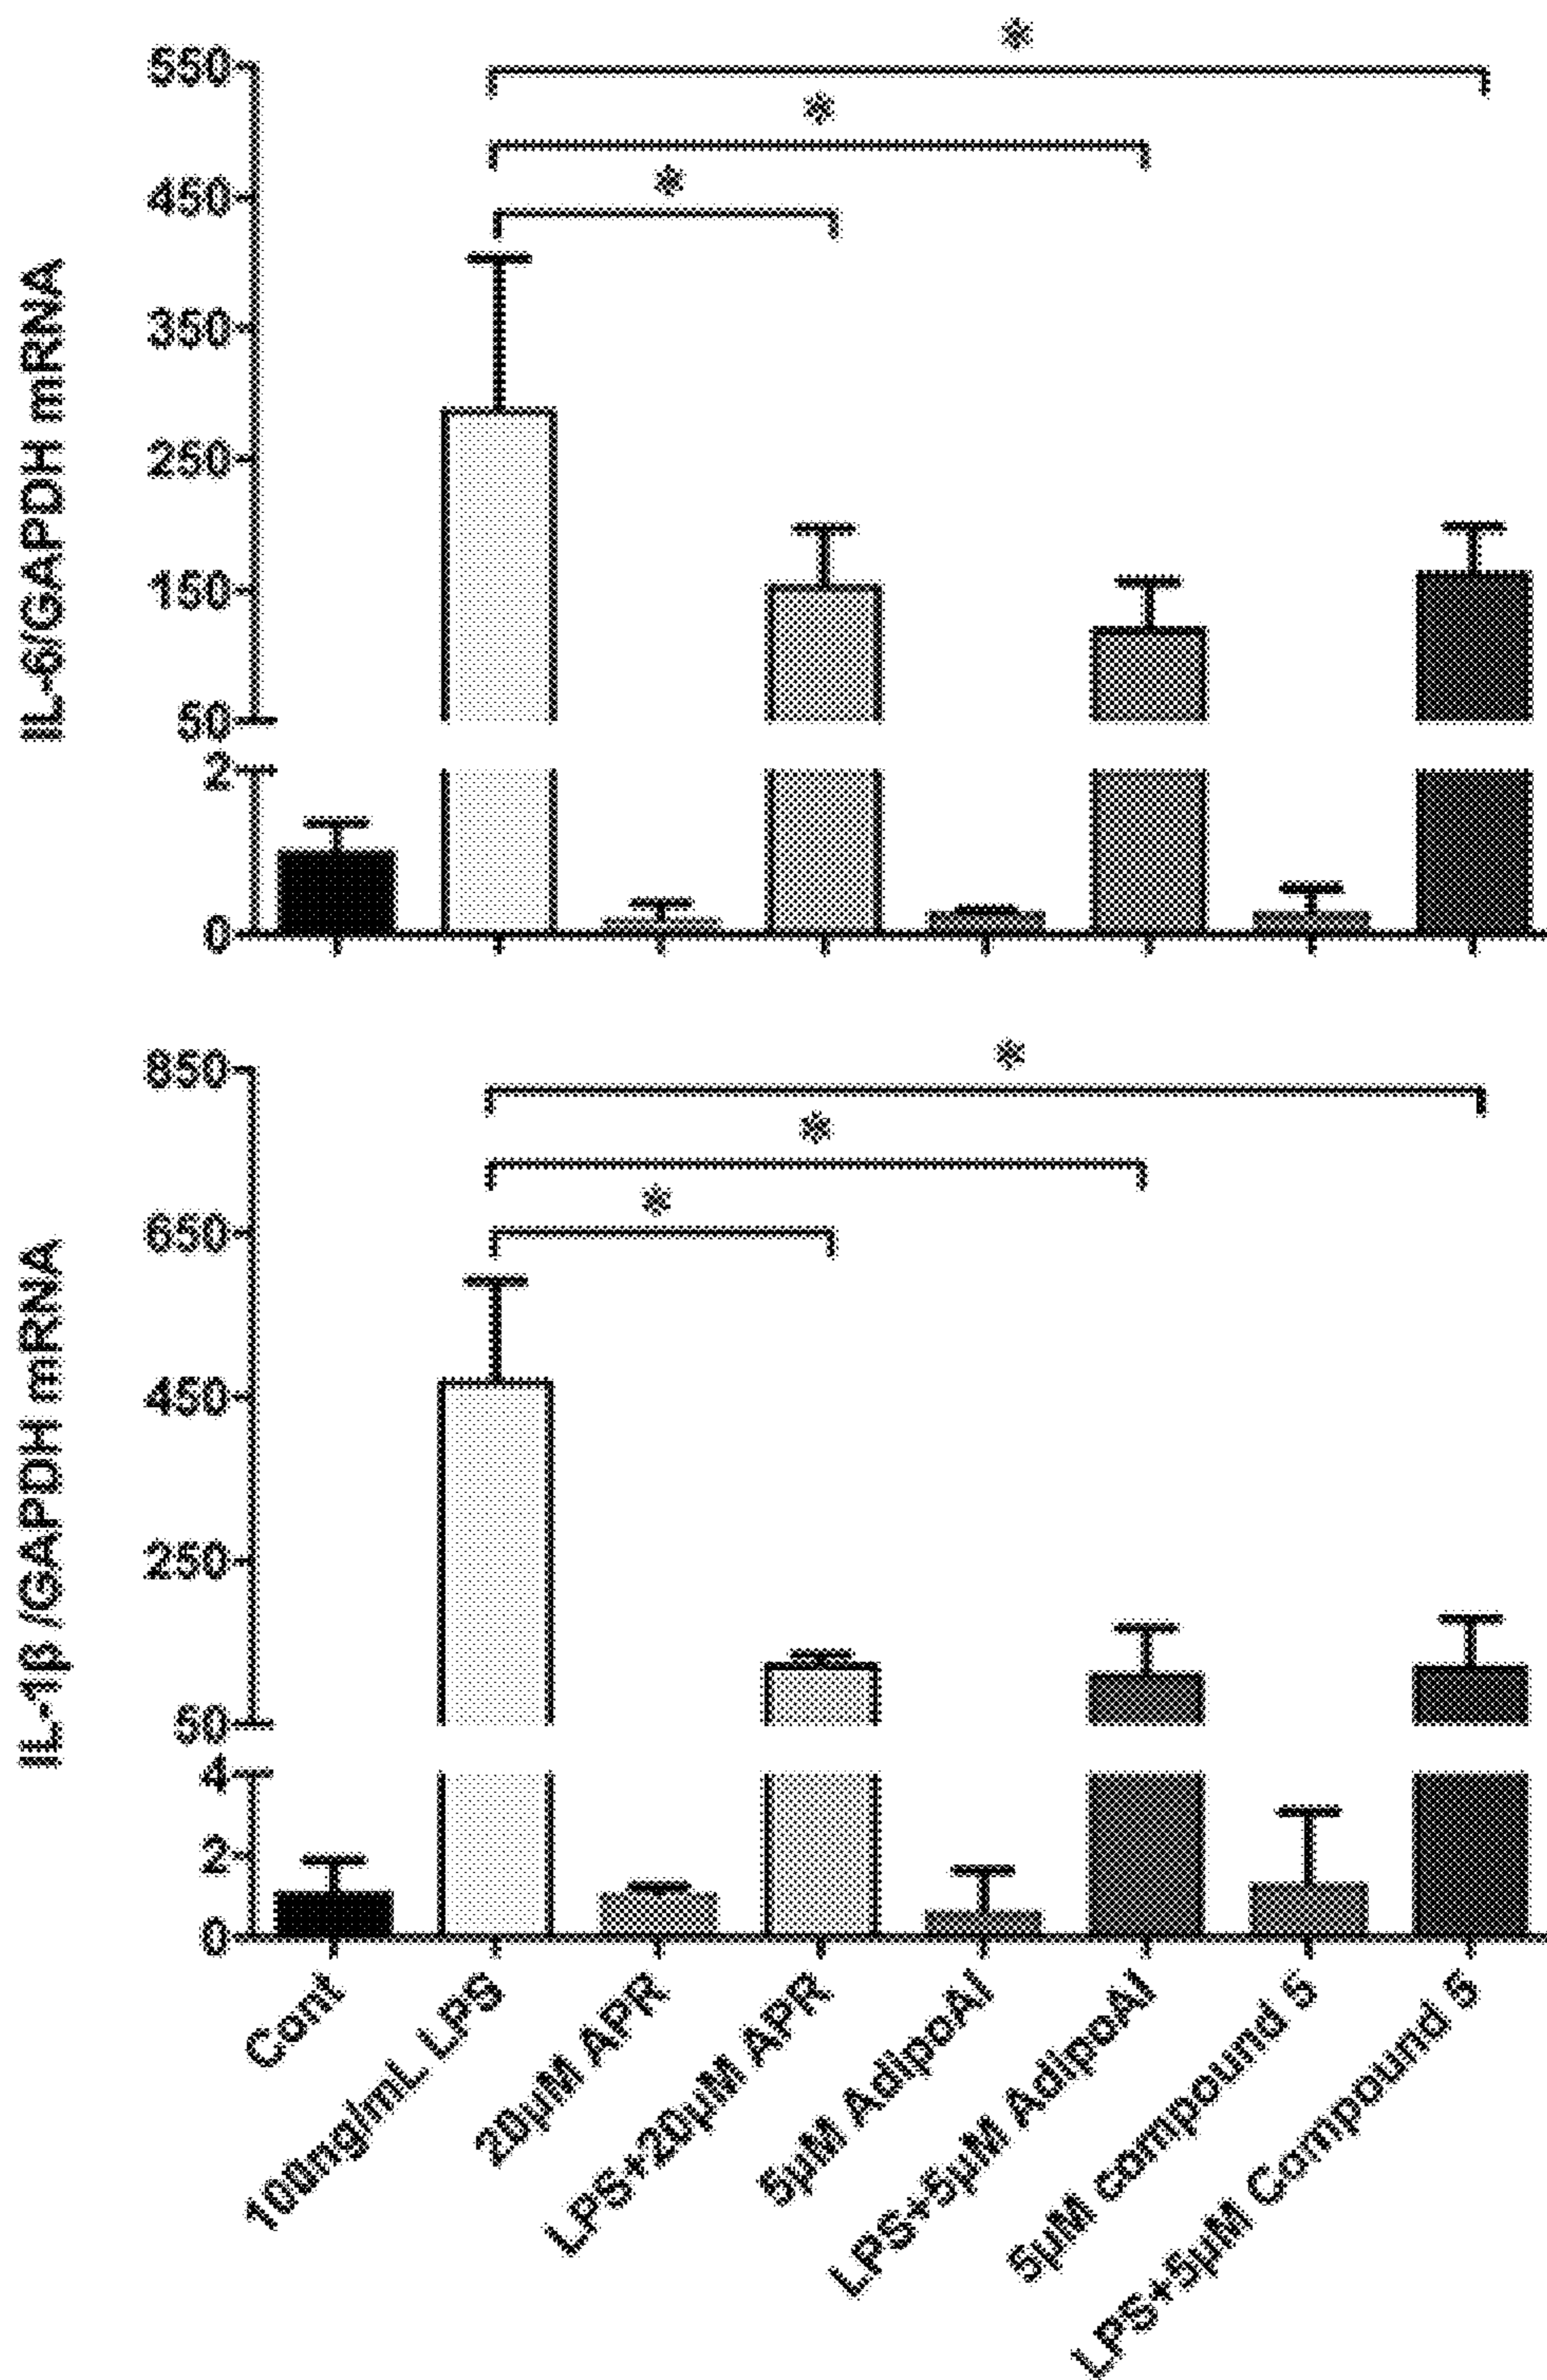 *
*
*
550
450
350
250
150
50
2
0
IL-6/GAPDH mRNA
*
*
*
850
650
450
250
50
4
2
0
IL-1β /GAPDH mRNA
Cont
100ng/mL LPS
20µM APR
LPS+20µM APR
5µM AdipoAI
LPS+5µM AdipoAI
5µM compound 5
LPS+5µM Compound 5